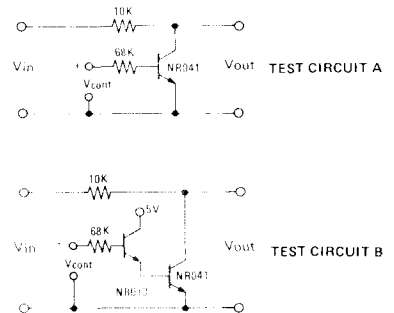 10K
68K
Vin
+
Vcont
NR041
Vout
TEST CIRCUIT A
10K
5V
68K
Vin
Vcont
NR041
Vout
TEST CIRCUIT B